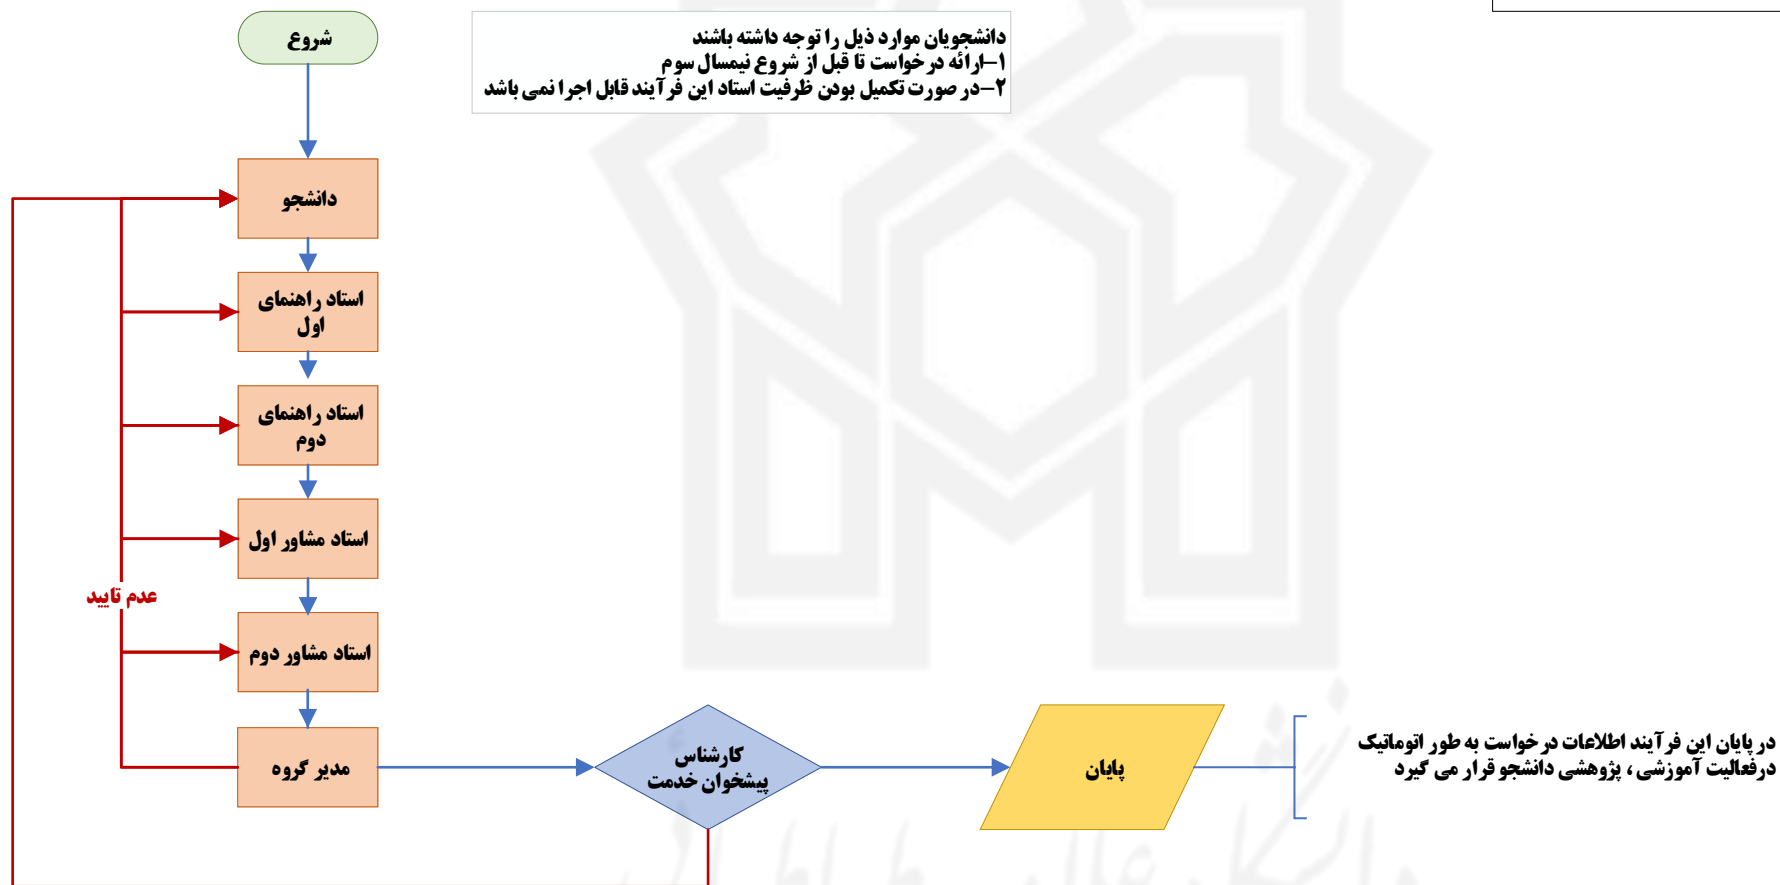 شروع
دانشجویان موارد ذیل را توجه داشته باشند
۱-ارائه درخواست تا قبل از شروع نیمسال سوم
۲-در صورت تکمیل بودن ظرفیت استاد این فرآیند قابل اجرا نمی باشد
دانشجو
استاد راهنمای
اول
استاد راهنمای
دوم
استاد مشاور اول
عدم تایید
استاد مشاور دوم
مدیر گروه
کارشناس
پیشخوان خدمت
پایان
در پایان این فرآیند اطلاعات درخواست به طور اتوماتیک
درفعالیت آموزشی ، پژوهشی دانشجو قرار می گیرد